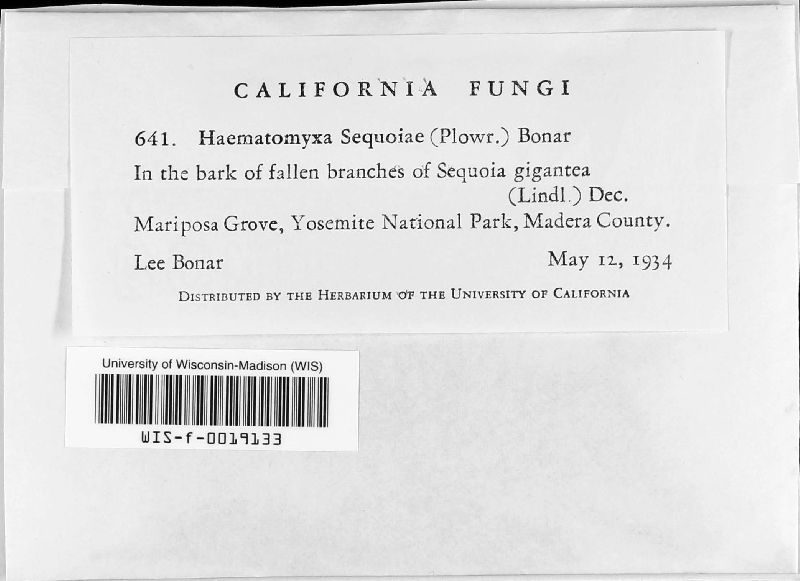 CALIFORNIA FUNGI
641. Haematomyxa Sequoiae (Plowr.) Bonar
In the bark of fallen branches of Sequoia gigantea
(Lindl.) Dec.
Mariposa Grove, Yosemite National Park, Madera County.
Lee Bonar May 12, 1934
DISTRIBUTED BY THE HERBARIUM OF THE UNIVERSITY OF CALIFORNIA
University of Wisconsin-Madison (WIS)
WIS-f-0019133